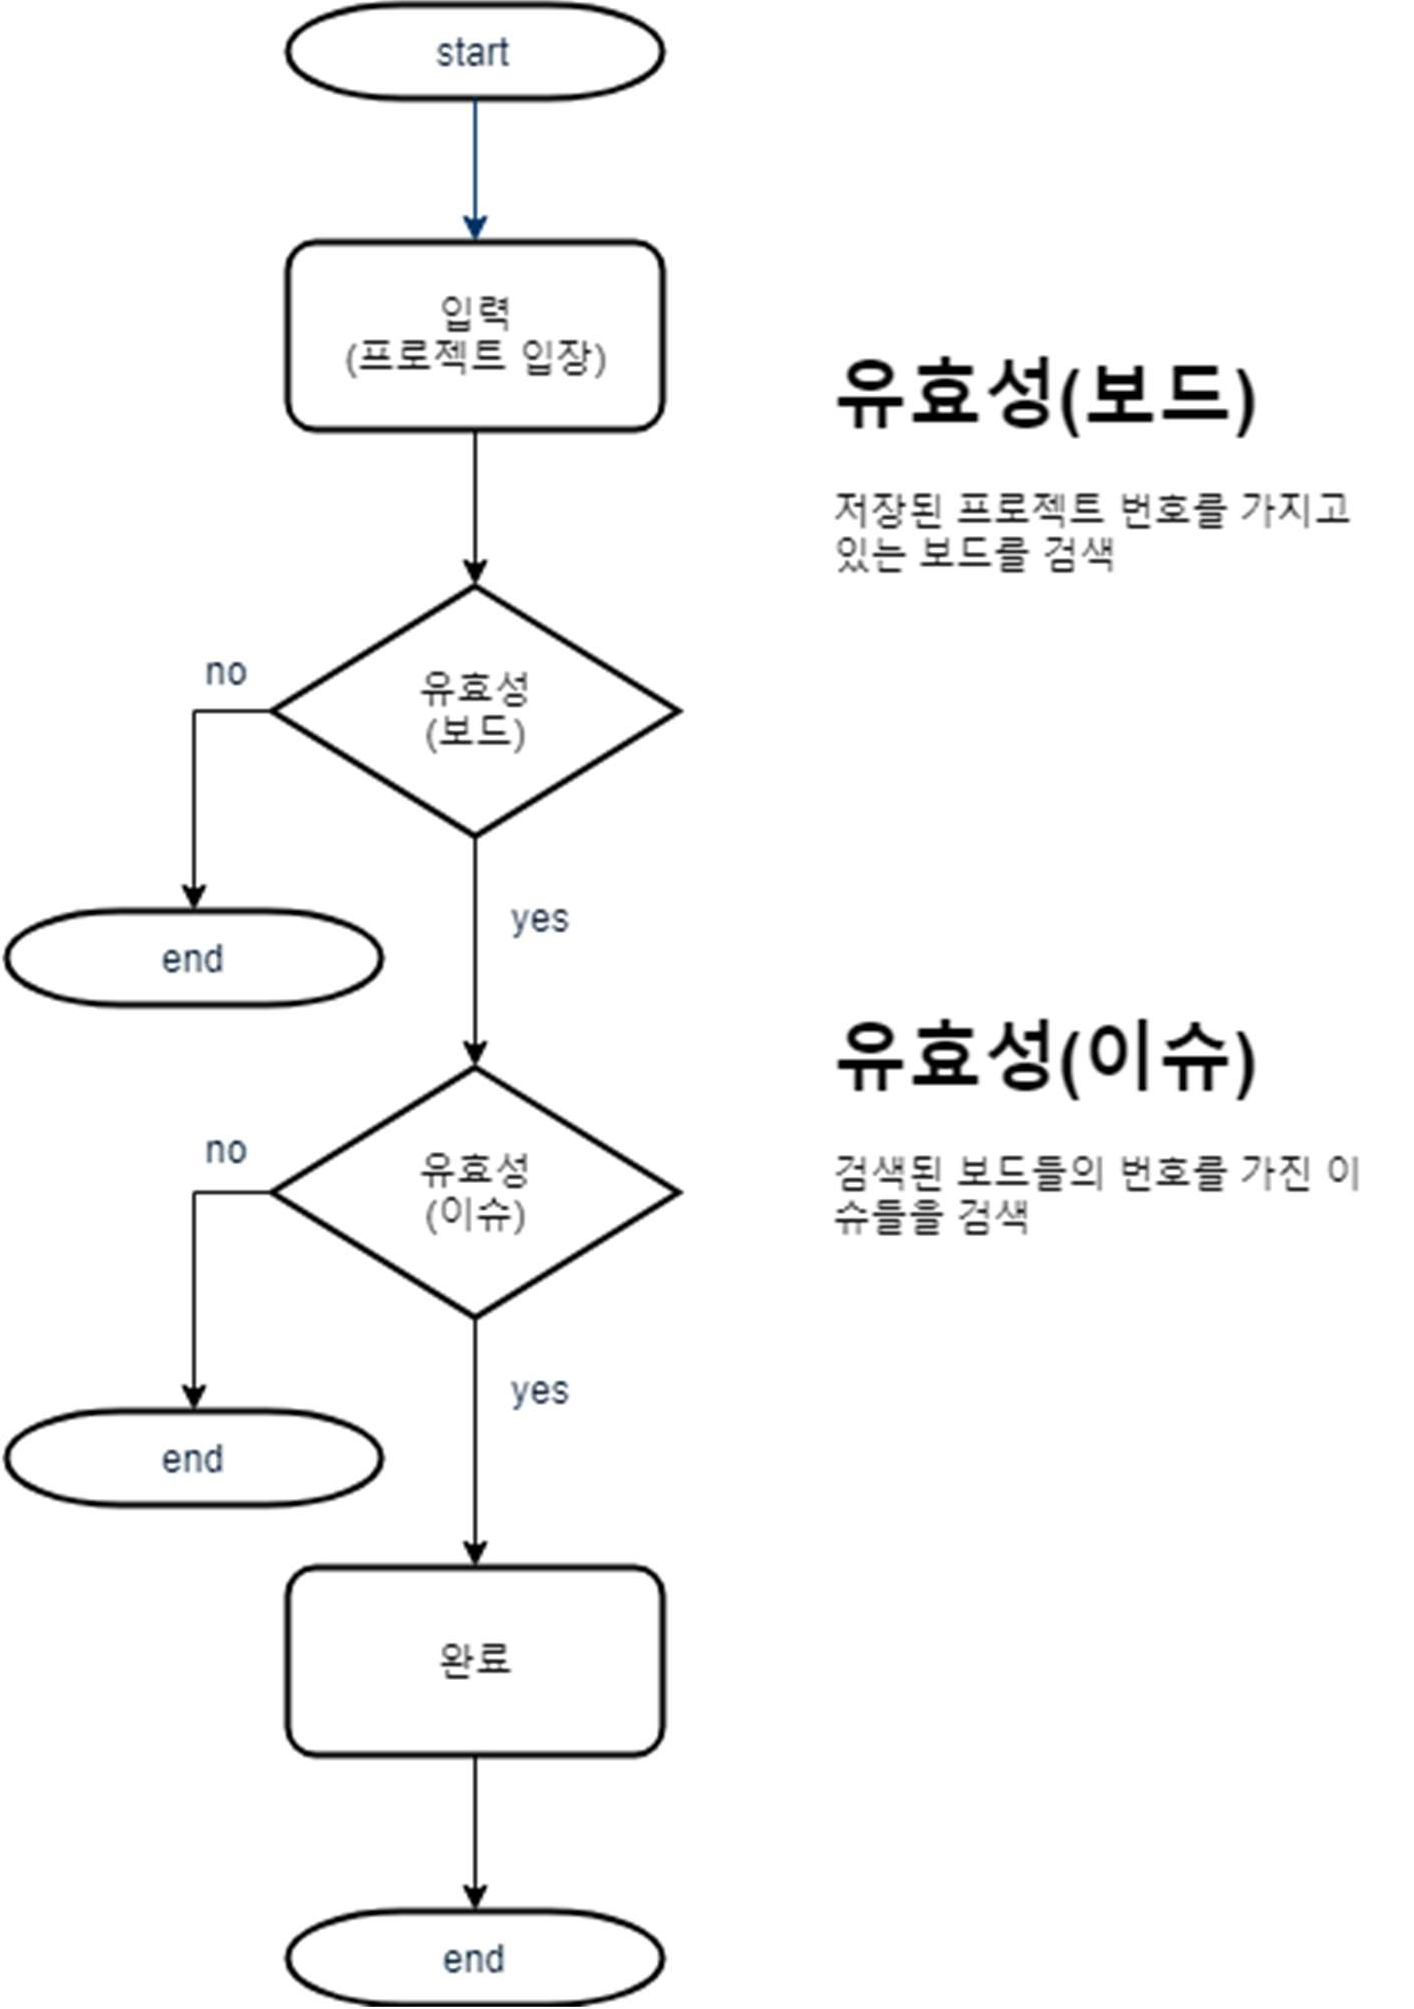 start
입력
(프로젝트 입장)
유효성(보드)
저장된 프로젝트 번호를 가지고
있는 보드를 검색
no
유효성
(보드)
yes
end
유효성(이슈)
검색된 보드들의 번호를 가진 이
슈들을 검색
no
유효성
(이슈)
yes
end
완료
end